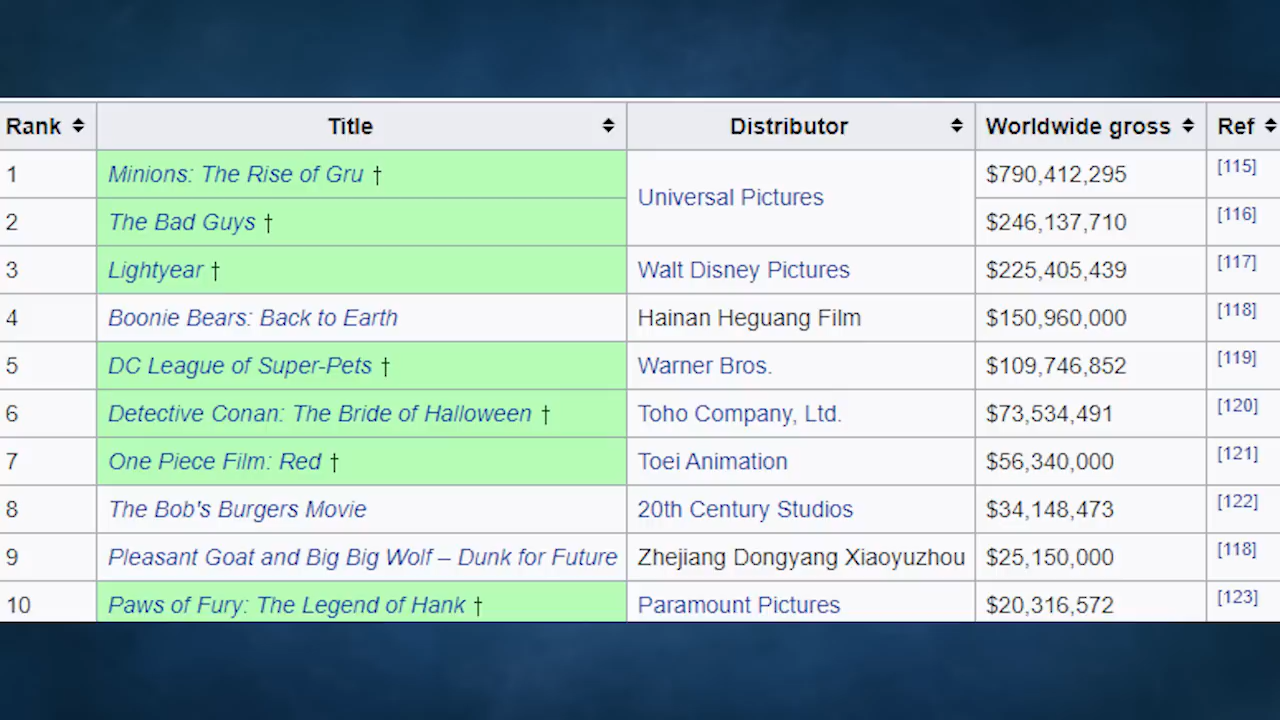 Rank Title Distributor Worldwide gross Ref
1 Minions: The Rise of Gru † Universal Pictures $790,412,295 [115]
2 The Bad Guys † $246,137,710 [116]
3 Lightyear † Walt Disney Pictures $225,405,439 [117]
4 Boonie Bears: Back to Earth Hainan Heguang Film $150,960,000 [118]
5 DC League of Super-Pets † Warner Bros. $109,746,852 [119]
6 Detective Conan: The Bride of Halloween † Toho Company, Ltd. $73,534,491 [120]
7 One Piece Film: Red † Toei Animation $56,340,000 [121]
8 The Bob's Burgers Movie 20th Century Studios $34,148,473 [122]
9 Pleasant Goat and Big Big Wolf – Dunk for Future Zhejiang Dongyang Xiaoyuzhou $25,150,000 [118]
10 Paws of Fury: The Legend of Hank † Paramount Pictures $20,316,572 [123]